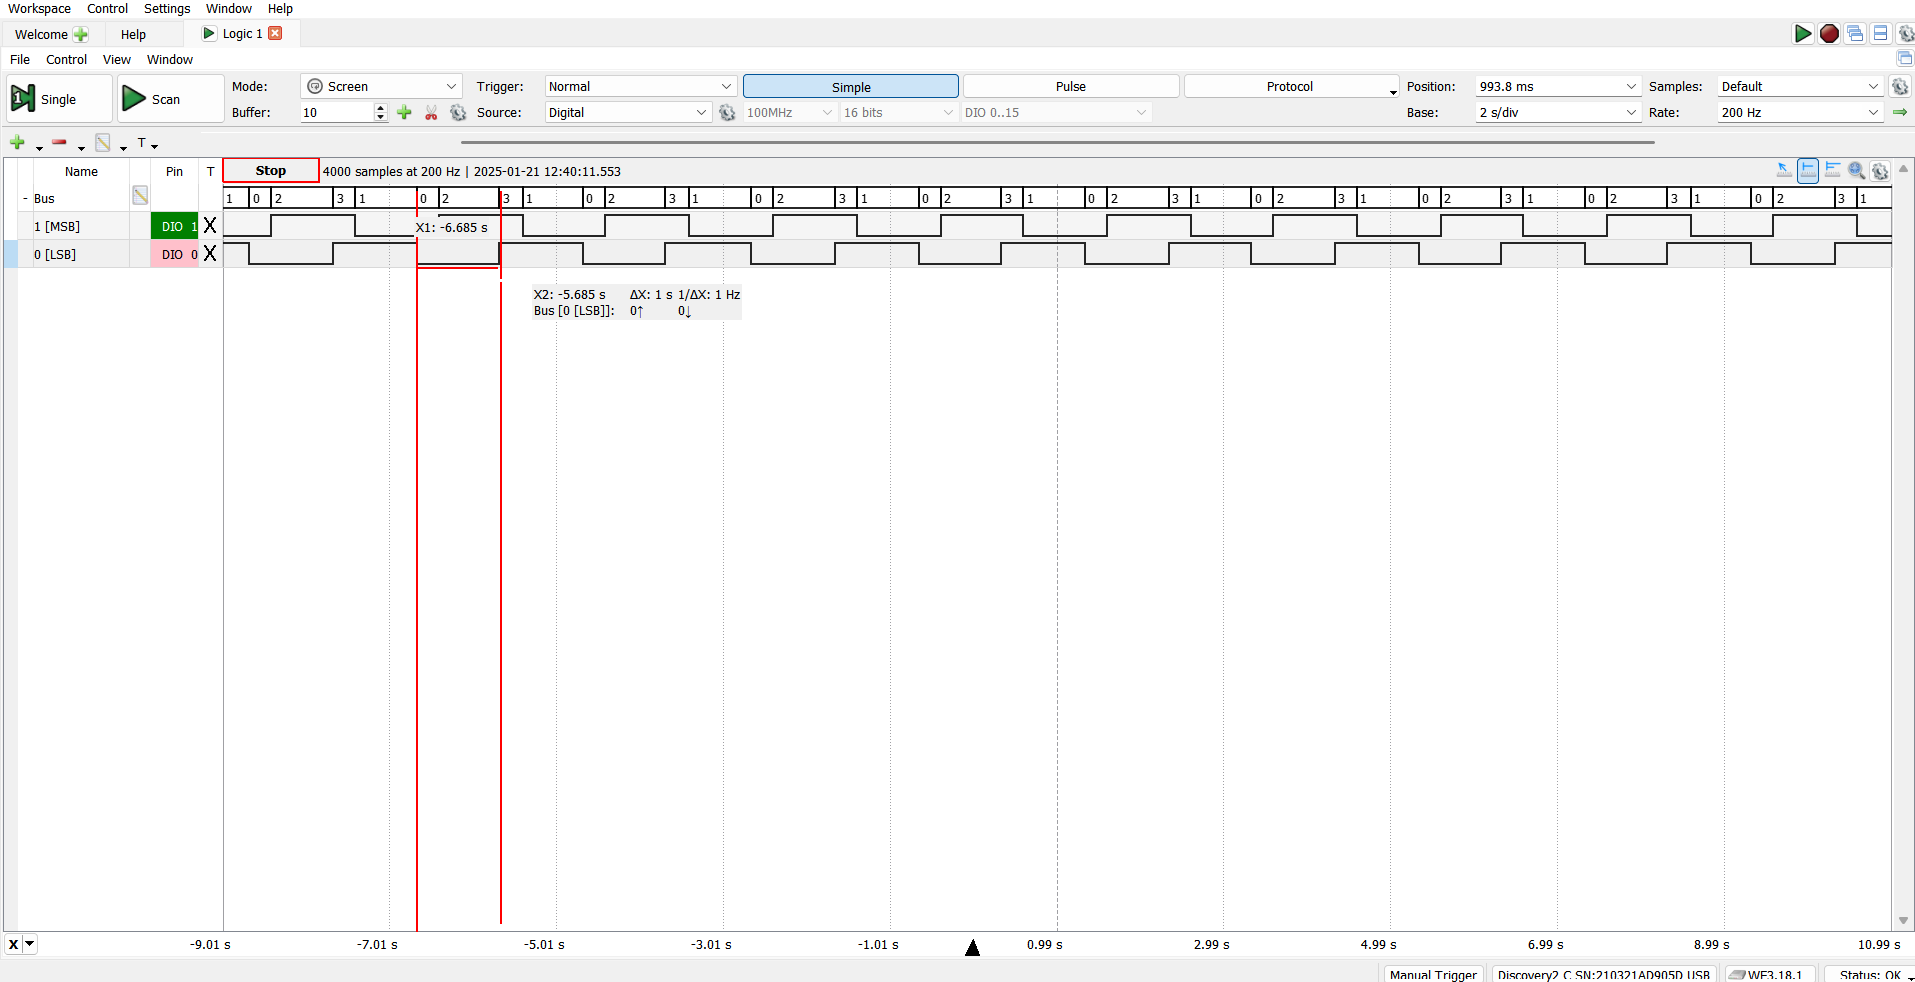 Workspace Control Settings Window Help
Welcome Help Logic 1
File Control View Window
Single Scan Mode: Screen Trigger: Normal Simple Pulse Protocol Position: 993.8 ms Samples: Default
Buffer: 10 Source: Digital 100MHz 16 bits DIO 0..15 Base: 2 s/div Rate: 200 Hz
T
Name Pin T Stop 4000 samples at 200 Hz | 2025-01-21 12:40:11.553
- Bus 1 0 2 3 1 0 2 3 1 0 2 3 1 0 2 3 1 0 2 3 1 0 2 3 1 0 2 3 1 0 2 3 1 0 2 3 1 0 2 3 1
1 [MSB] DIO 1 X X1: -6.685 s
0 [LSB] DIO 0 X
X2: -5.685 s ΔX: 1 s 1/ΔX: 1 Hz
Bus [0 [LSB]]: 0↑ 0↓
X -9.01 s -7.01 s -5.01 s -3.01 s -1.01 s 0.99 s 2.99 s 4.99 s 6.99 s 8.99 s 10.99 s
Manual Trigger Discovery2 C SN:210321AD905D USB WF3.18.1 Status: OK